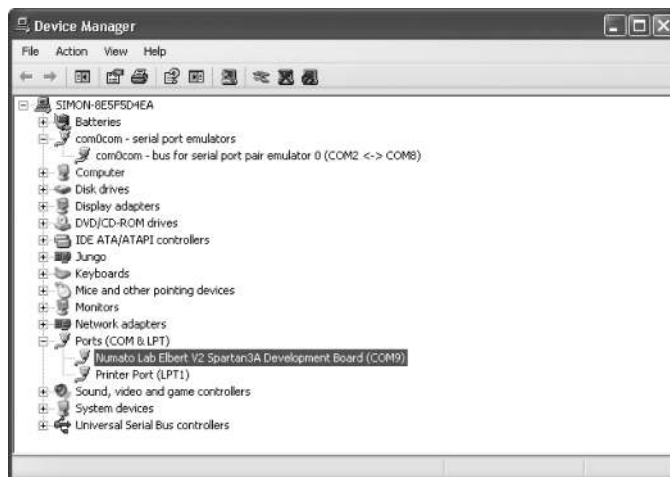 Device Manager
File Action View Help
SIMON-8E5F5D4EA
Batteries
com0com - serial port emulators
com0com - bus for serial port pair emulator 0 (COM2 <-> COM8)
Computer
Disk drives
Display adapters
DVD/CD-ROM drives
IDE ATA/ATAPI controllers
Jungo
Keyboards
Mice and other pointing devices
Monitors
Network adapters
Ports (COM & LPT)
Numato Lab Elbert V2 Spartan3A Development Board (COM9)
Printer Port (LPT1)
Sound, video and game controllers
System devices
Universal Serial Bus controllers